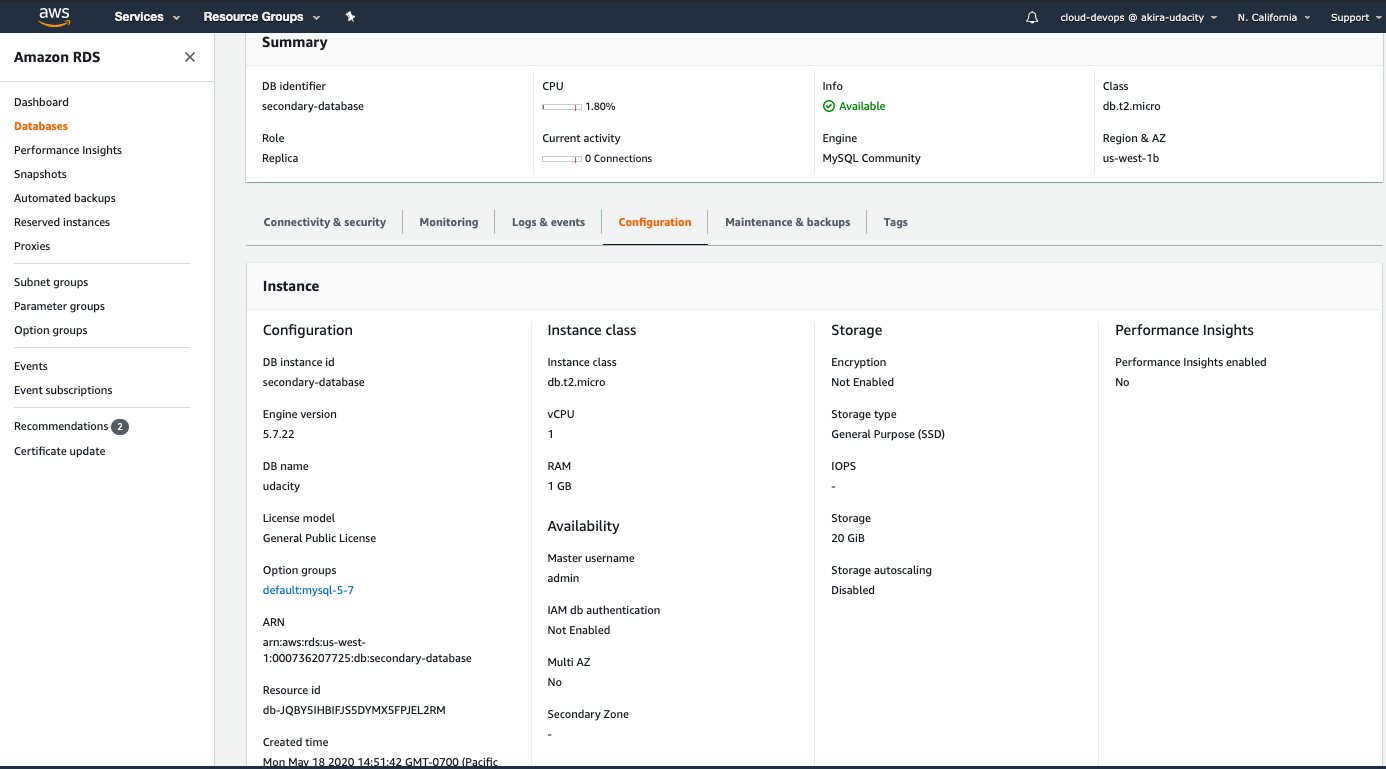 aws Services Resource Groups cloud-devops @ akira-udacity N. California Support
Amazon RDS
Dashboard
Databases
Performance Insights
Snapshots
Automated backups
Reserved instances
Proxies
Subnet groups
Parameter groups
Option groups
Events
Event subscriptions
Recommendations 2
Certificate update
Summary
DB identifier
secondary-database
Role
Replica
CPU
1.80%
Current activity
0 Connections
Info
Available
Engine
MySQL Community
Class
db.t2.micro
Region & AZ
us-west-1b
Connectivity & security Monitoring Logs & events Configuration Maintenance & backups Tags
Instance
Configuration
DB instance id
secondary-database
Engine version
5.7.22
DB name
udacity
License model
General Public License
Option groups
default:mysql-5-7
ARN
arn:aws:rds:us-west-
1:000736207725:db:secondary-database
Resource id
db-JQBY5IHBIFJS5DYMX5FPJEL2RM
Created time
Mon May 18 2020 14:51:42 GMT-0700 (Pacific
Instance class
Instance class
db.t2.micro
vCPU
1
RAM
1 GB
Availability
Master username
admin
IAM db authentication
Not Enabled
Multi AZ
No
Secondary Zone
-
Storage
Encryption
Not Enabled
Storage type
General Purpose (SSD)
IOPS
-
Storage
20 GiB
Storage autoscaling
Disabled
Performance Insights
Performance Insights enabled
No